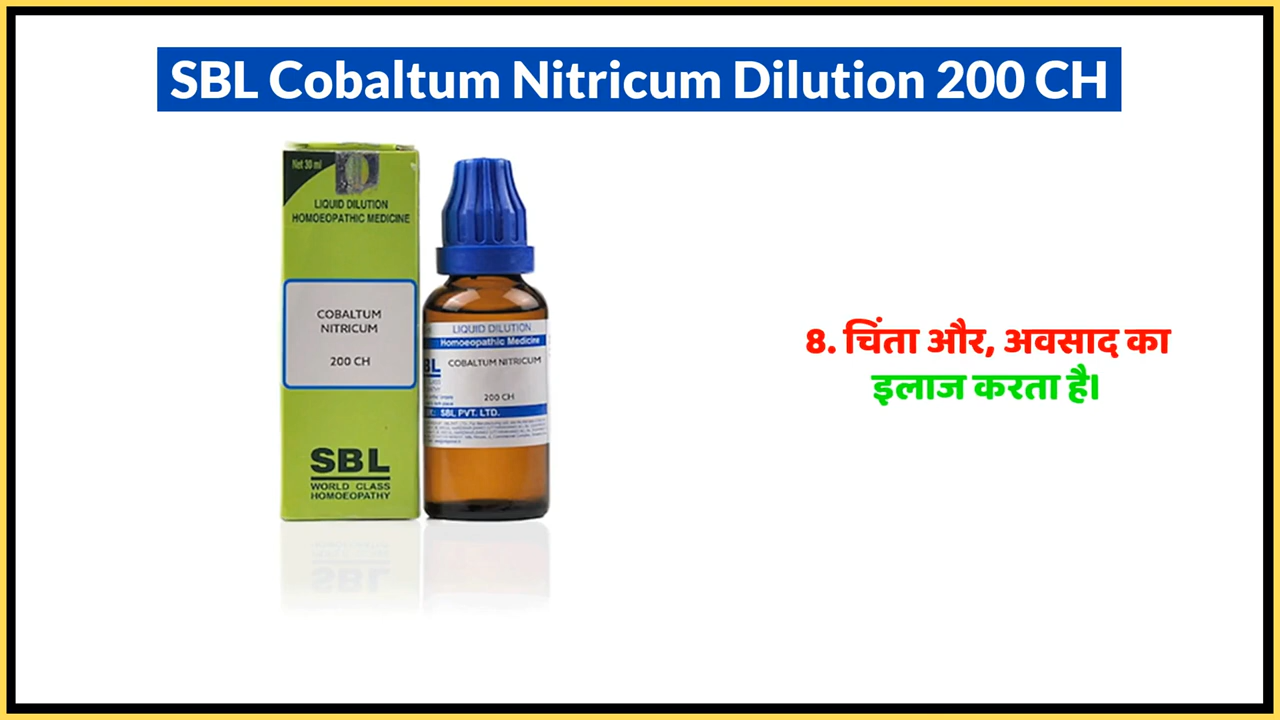 SBL Cobaltum Nitricum Dilution 200 CH
Net 30 ml
LIQUID DILUTION
HOMOEOPATHIC MEDICINE
COBALTUM
NITRICUM
200 CH
SBL
WORLD CLASS
HOMOEOPATHY
LIQUID DILUTION
Homoeopathic Medicine
BL
COBALTUM NITRICUM
200 CH
SBL PVT. LTD.
8. चिंता और, अवसाद का
इलाज करता है।